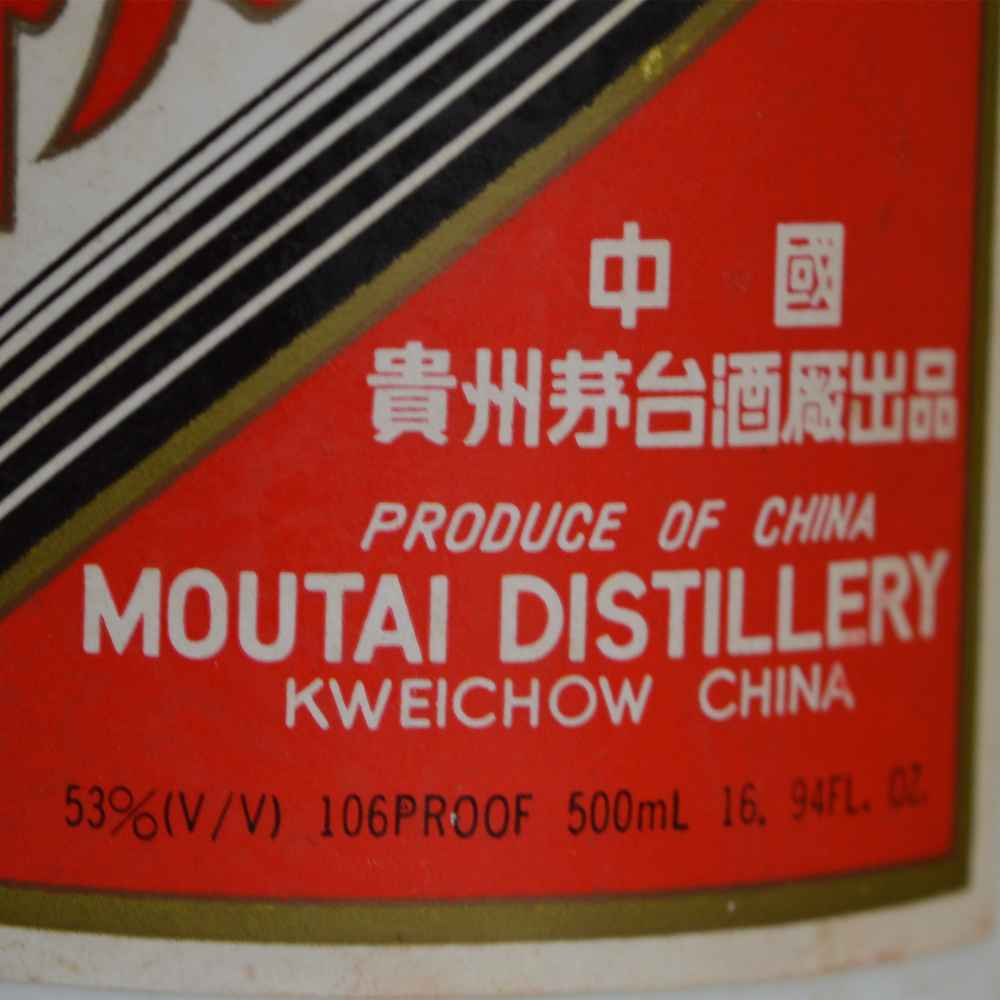 中國
貴州茅台酒廠出品
PRODUCE OF CHINA
MOUTAI DISTILLERY
KWEICHOW CHINA
53%(V/V) 106PROOF 500mL 16. 94FL. OZ.